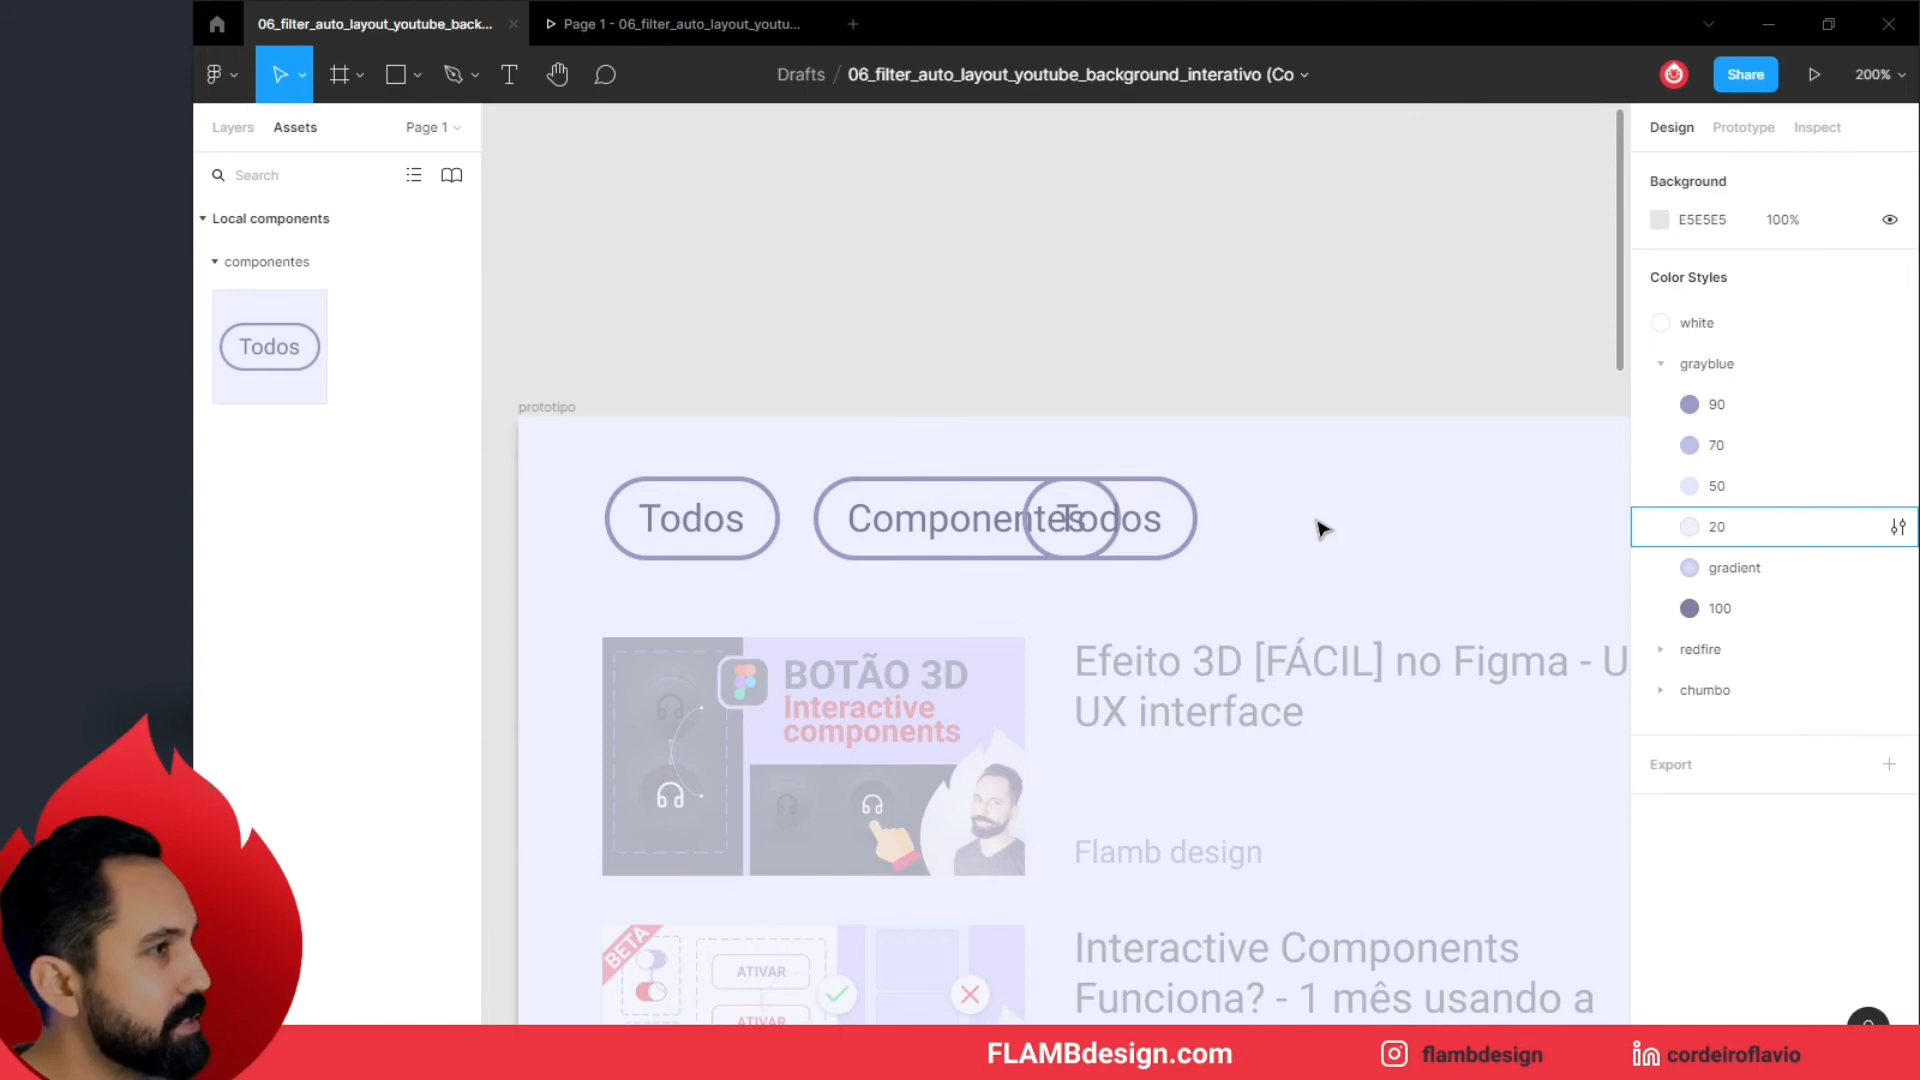 06_filter_auto_layout_youtube_back...
Page 1 - 06_filter_auto_layout_youtu...
Drafts / 06_filter_auto_layout_youtube_background_interativo (Co
Share
200%
Layers
Assets
Page 1
Search
Local components
componentes
Todos
prototipo
Todos
Componentes
Todos
BOTÃO 3D
Interactive
components
Efeito 3D [FÁCIL] no Figma - U
UX interface
Flamb design
BETA
ATIVAR
ATIVAR
Interactive Components
Funciona? - 1 mês usando a
Design
Prototype
Inspect
Background
E5E5E5
100%
Color Styles
white
grayblue
90
70
50
20
gradient
100
redfire
chumbo
Export
FLAMBdesign.com
flambdesign
cordeiroflavio